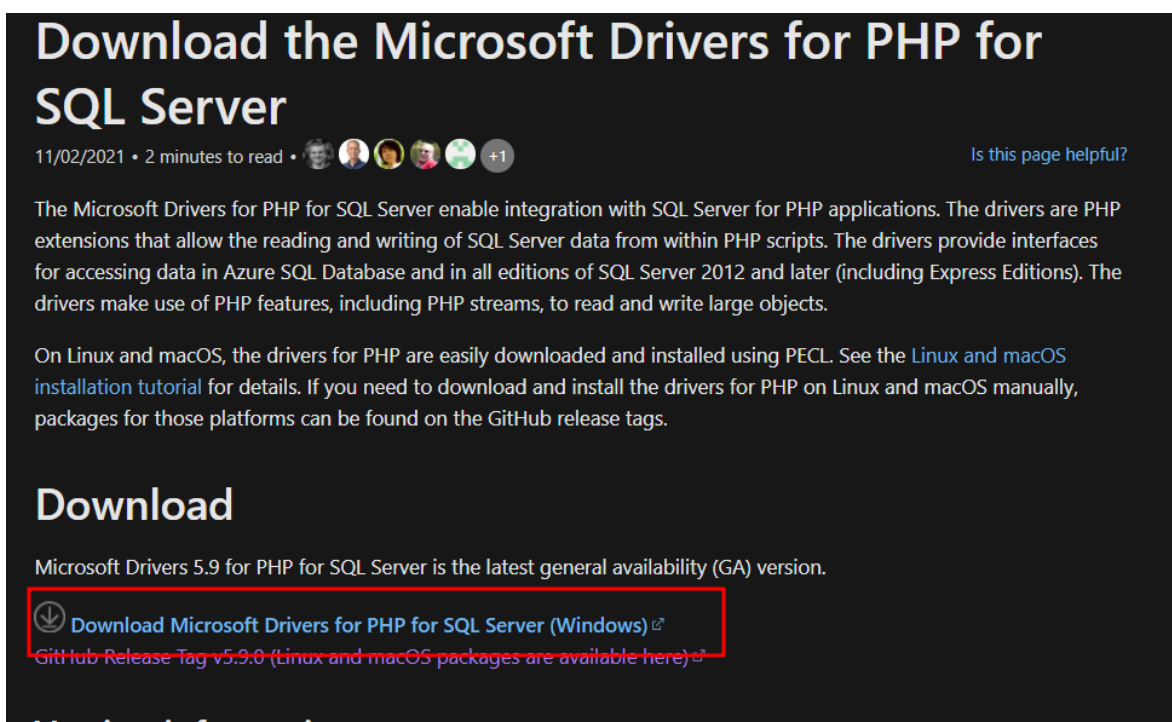 Download the Microsoft Drivers for PHP for
SQL Server
11/02/2021 • 2 minutes to read • +1
Is this page helpful?
The Microsoft Drivers for PHP for SQL Server enable integration with SQL Server for PHP applications. The drivers are PHP
extensions that allow the reading and writing of SQL Server data from within PHP scripts. The drivers provide interfaces
for accessing data in Azure SQL Database and in all editions of SQL Server 2012 and later (including Express Editions). The
drivers make use of PHP features, including PHP streams, to read and write large objects.
On Linux and macOS, the drivers for PHP are easily downloaded and installed using PECL. See the Linux and macOS
installation tutorial for details. If you need to download and install the drivers for PHP on Linux and macOS manually,
packages for those platforms can be found on the GitHub release tags.
Download
Microsoft Drivers 5.9 for PHP for SQL Server is the latest general availability (GA) version.
Download Microsoft Drivers for PHP for SQL Server (Windows)
GitHub Release Tag v5.9.0 (Linux and macOS packages are available here)